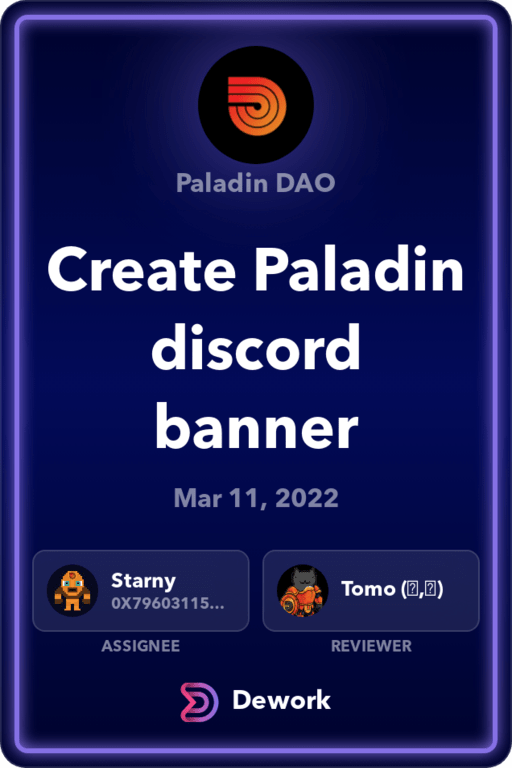 Paladin DAO
Create Paladin
discord
banner
Mar 11, 2022
Starny
0X79603115...
ASSIGNEE
Tomo (▯,▯)
REVIEWER
Dework